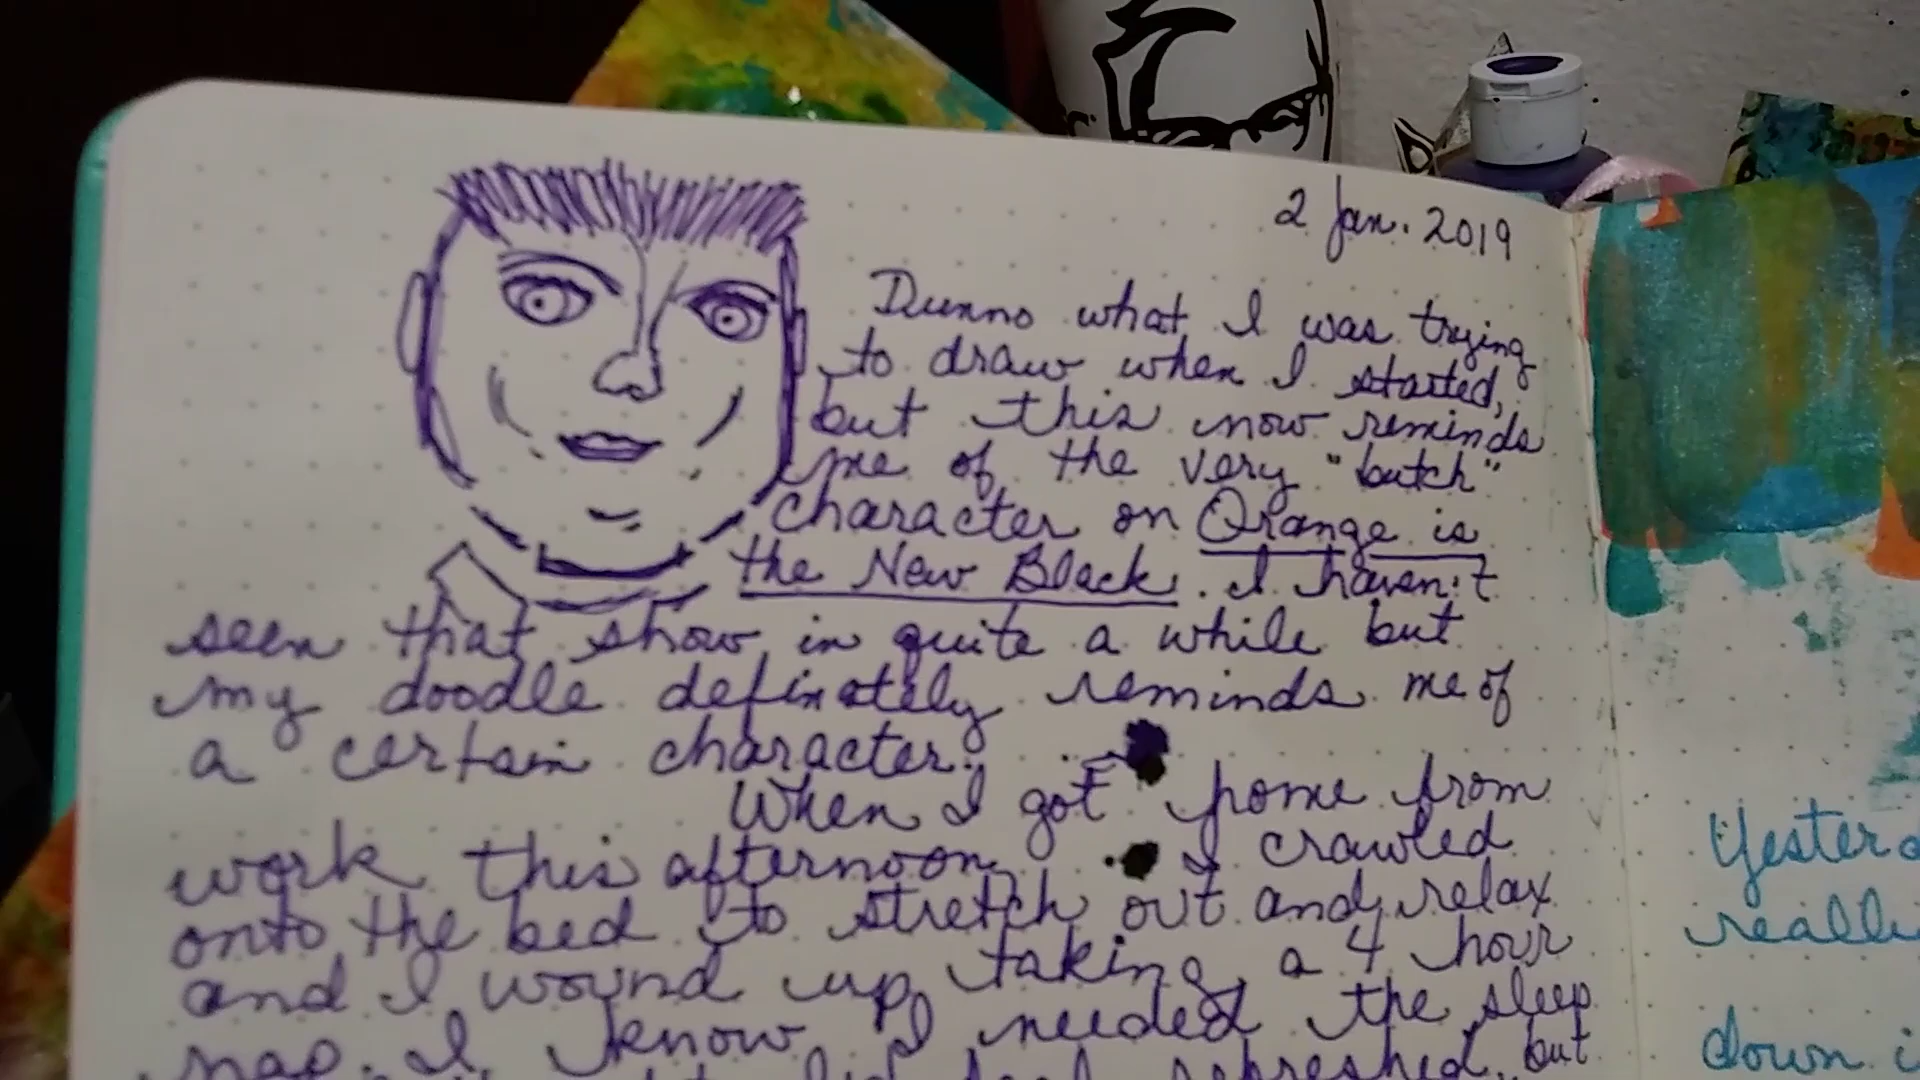 2 Jan. 2019
Dunno what I was trying
to draw when I started,
but this now reminds
me of the very "butch"
character on Orange is
the New Black. I haven't
seen that show in quite a while but
my doodle definately reminds me of
a certain character.
When I got home from
work this afternoon, I crawled
onto the bed to stretch out and relax
and I wound up taking a 4 hour
nap. I know I needed the sleep
refreshed, but
really
down